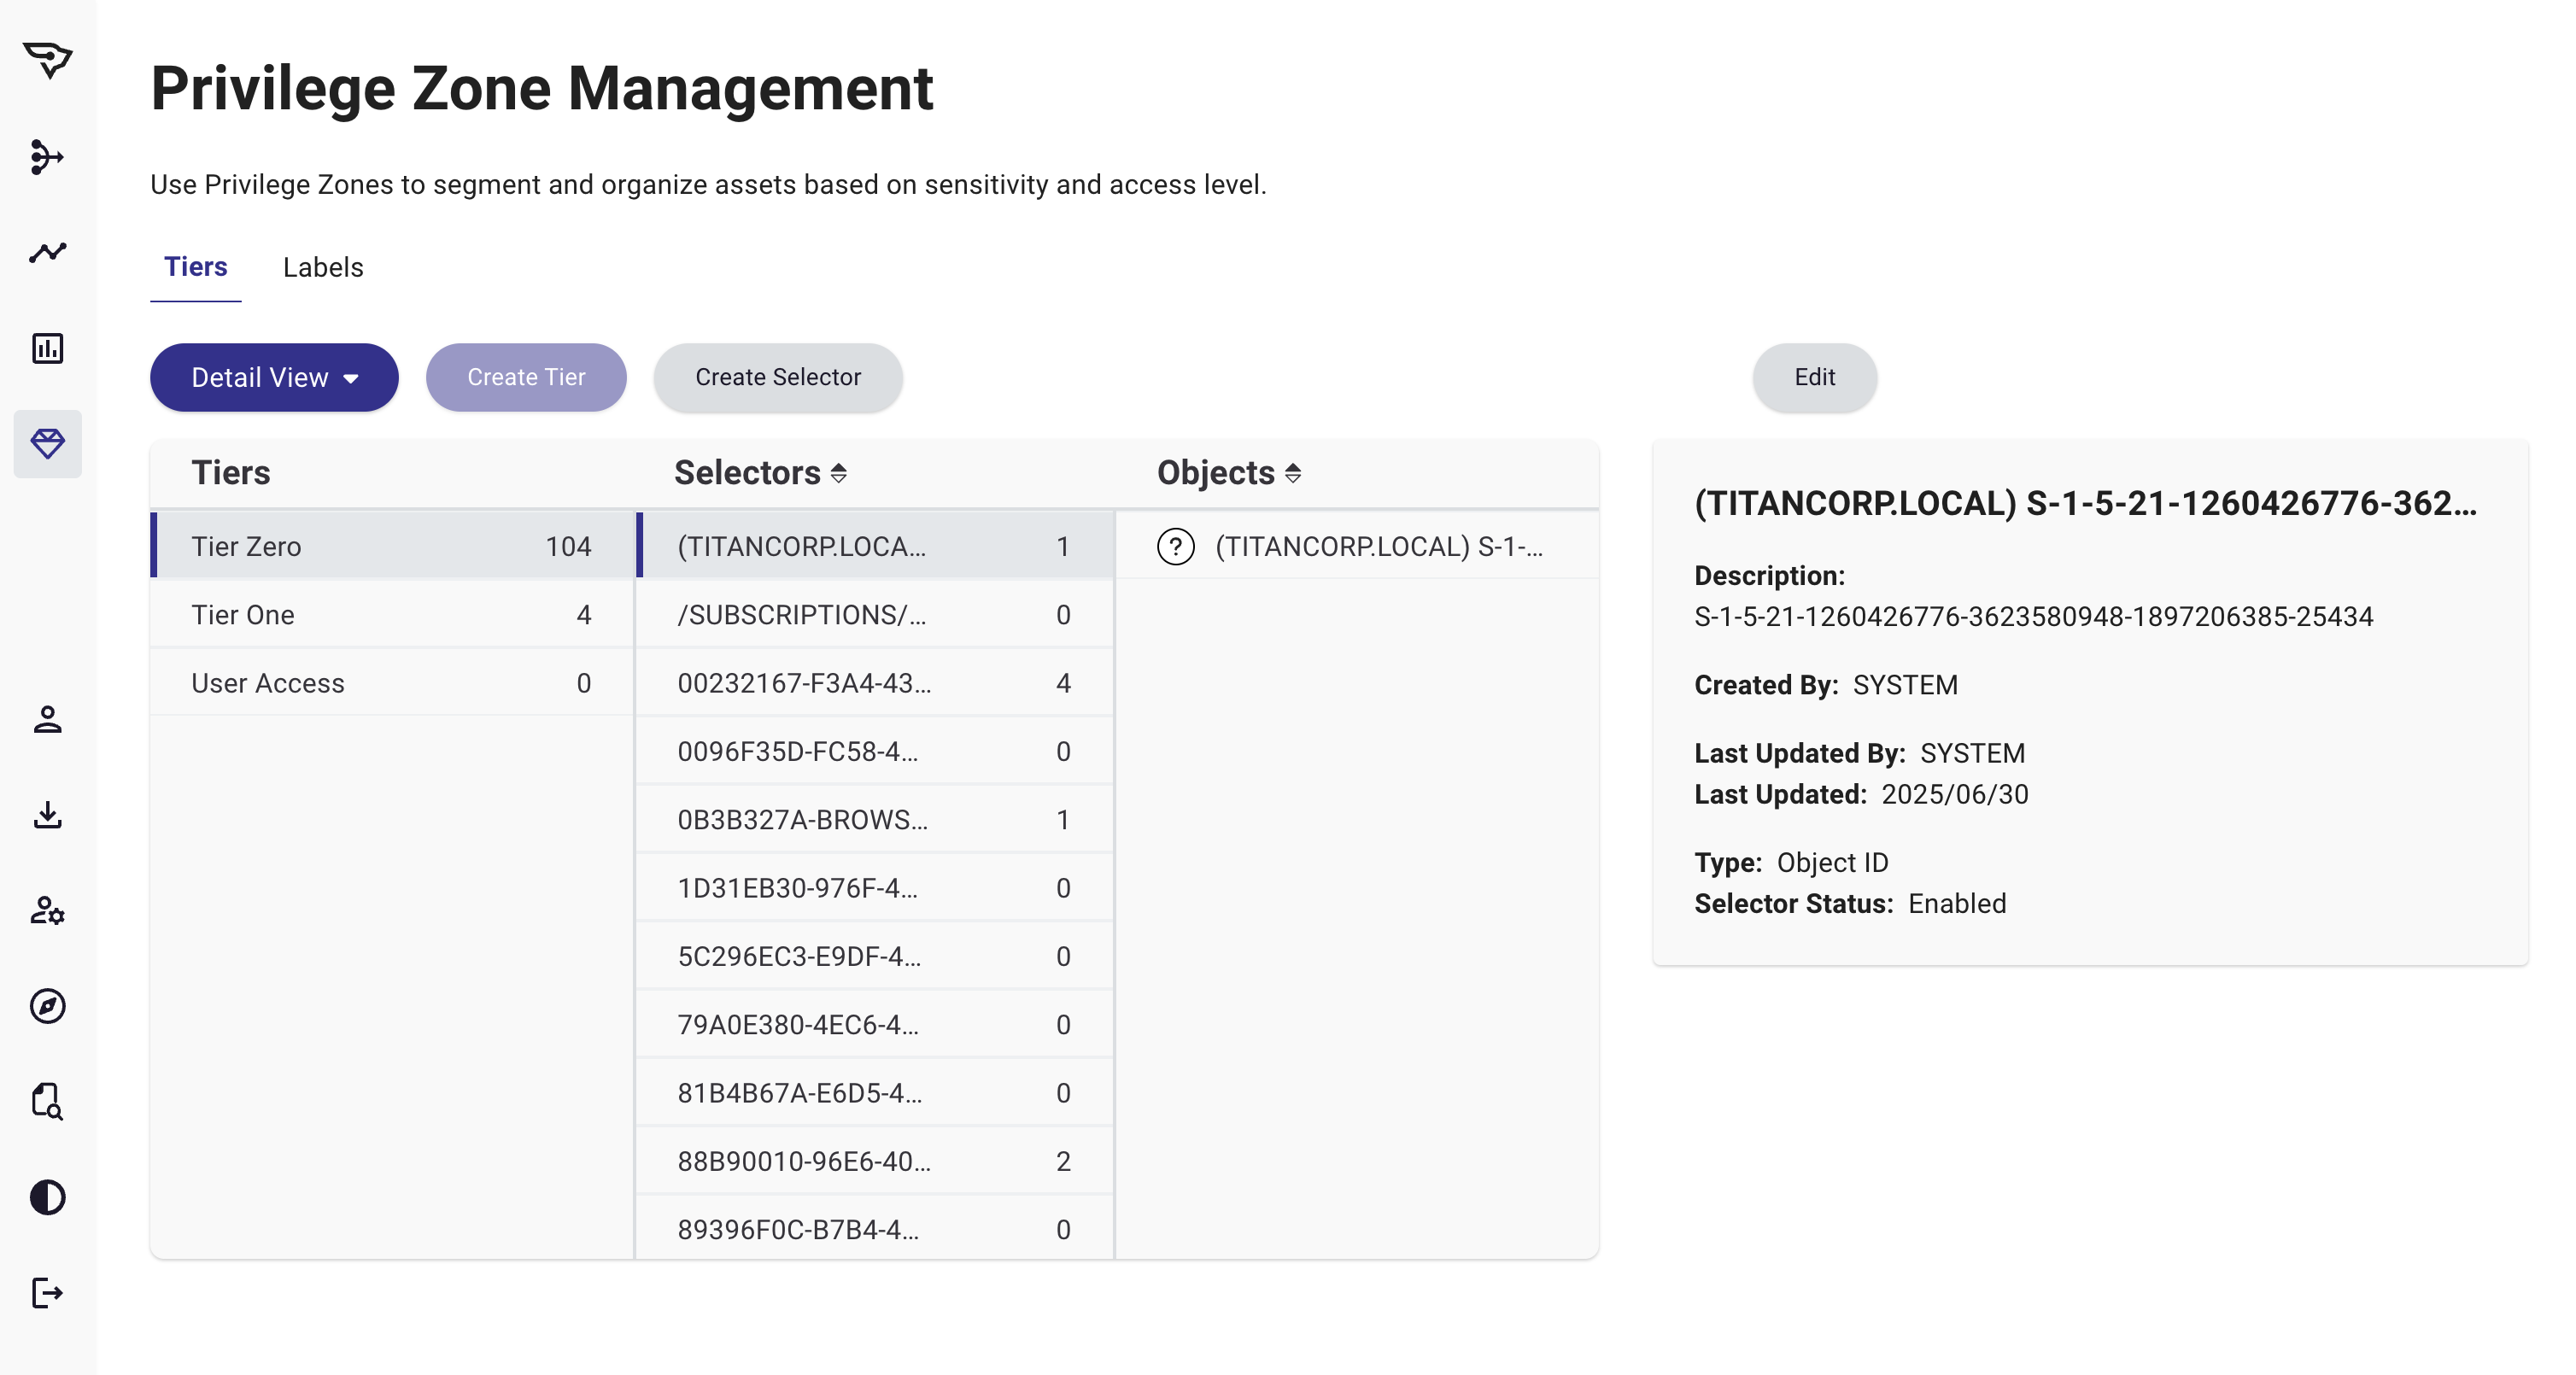 Privilege Zone Management
Use Privilege Zones to segment and organize assets based on sensitivity and access level.
Tiers Labels
Detail View Create Tier Create Selector Edit
Tiers Selectors Objects
Tier Zero 104
Tier One 4
User Access 0
(TITANCORP.LOCA... 1
/SUBSCRIPTIONS/... 0
00232167-F3A4-43... 4
0096F35D-FC58-4... 0
0B3B327A-BROWS... 1
1D31EB30-976F-4... 0
5C296EC3-E9DF-4... 0
79A0E380-4EC6-4... 0
81B4B67A-E6D5-4... 0
88B90010-96E6-40... 2
89396F0C-B7B4-4... 0
? (TITANCORP.LOCAL) S-1-...
(TITANCORP.LOCAL) S-1-5-21-1260426776-362...
Description:
S-1-5-21-1260426776-3623580948-1897206385-25434
Created By: SYSTEM
Last Updated By: SYSTEM
Last Updated: 2025/06/30
Type: Object ID
Selector Status: Enabled